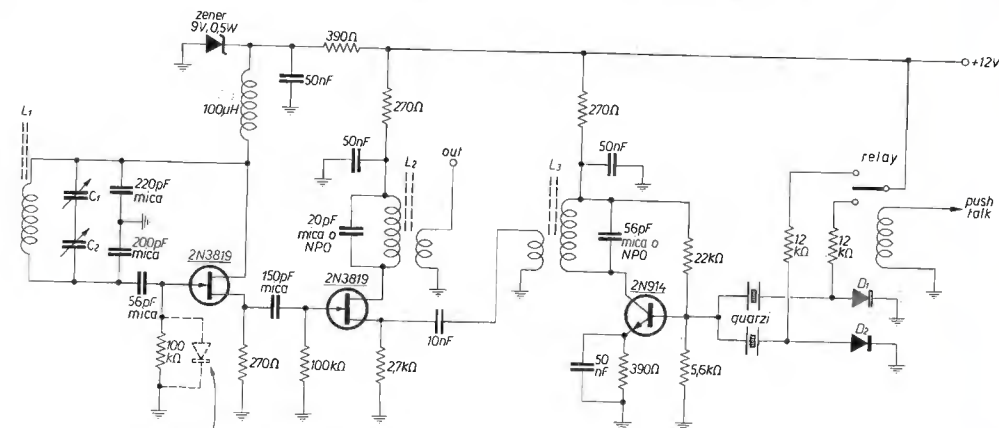 zener
9V, 0,5W
390Ω
50nF
100µH
L1
C1
C2
220pF
mica
200pF
mica
56pF
mica
2N3819
100
kΩ
270Ω
150pF
mica
100kΩ
270Ω
50nF
20pF
mica o
NPO
L2
out
2N3819
2,7kΩ
10nF
L3
270Ω
50nF
56pF
mica o
NPO
22kΩ
2N914
50
nF
390Ω
5,6kΩ
quarzi
12
kΩ
12
kΩ
D1
D2
relay
push
talk
+12v